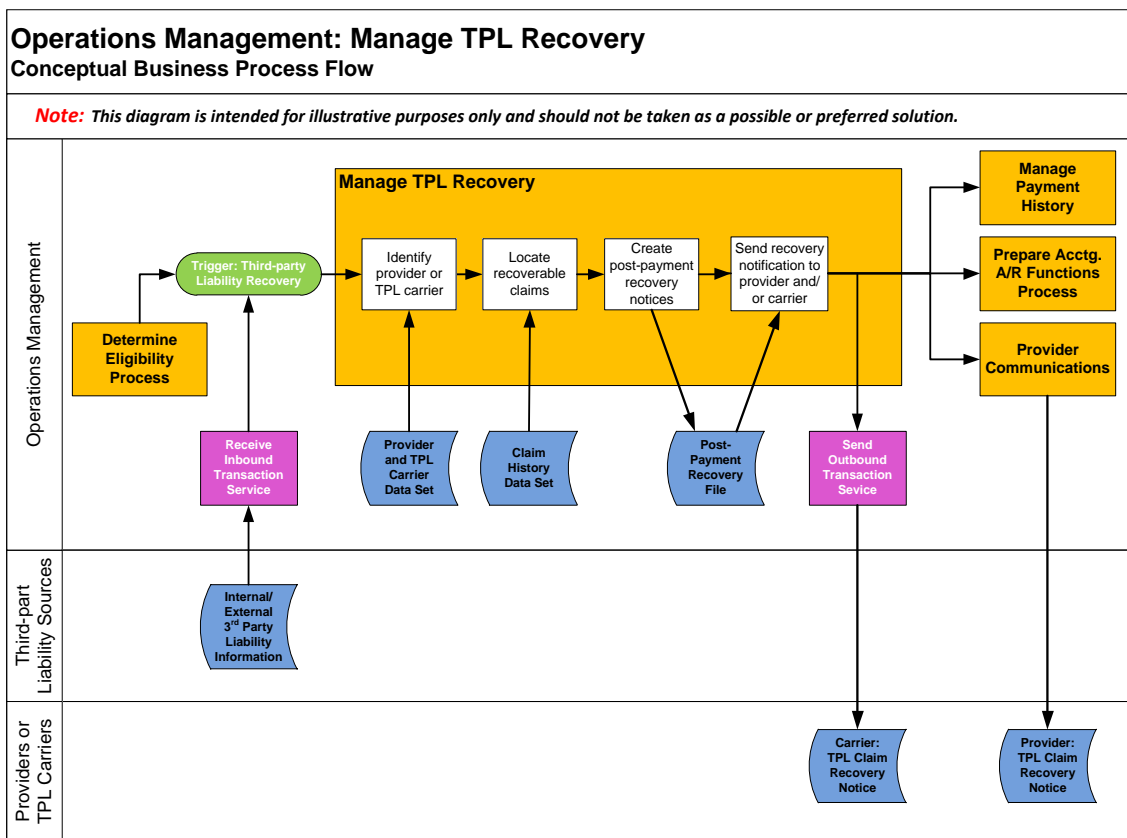 Operations Management: Manage TPL Recovery
Conceptual Business Process Flow
Note: This diagram is intended for illustrative purposes only and should not be taken as a possible or preferred solution.
Operations Management
Manage TPL Recovery
Manage
Payment
History
Trigger: Third-party
Liability Recovery
Identify
provider or
TPL carrier
Locate
recoverable
claims
Create
post-payment
recovery
notices
Send recovery
notification to
provider and/
or carrier
Prepare Acctg.
A/R Functions
Process
Determine
Eligibility
Process
Provider
Communications
Receive
Inbound
Transaction
Service
Provider
and TPL
Carrier
Data Set
Claim
History
Data Set
Post-
Payment
Recovery
File
Send
Outbound
Transaction
Sevice
Third-part
Liability Sources
Internal/
External
3rd Party
Liability
Information
Providers or
TPL Carriers
Carrier:
TPL Claim
Recovery
Notice
Provider:
TPL Claim
Recovery
Notice